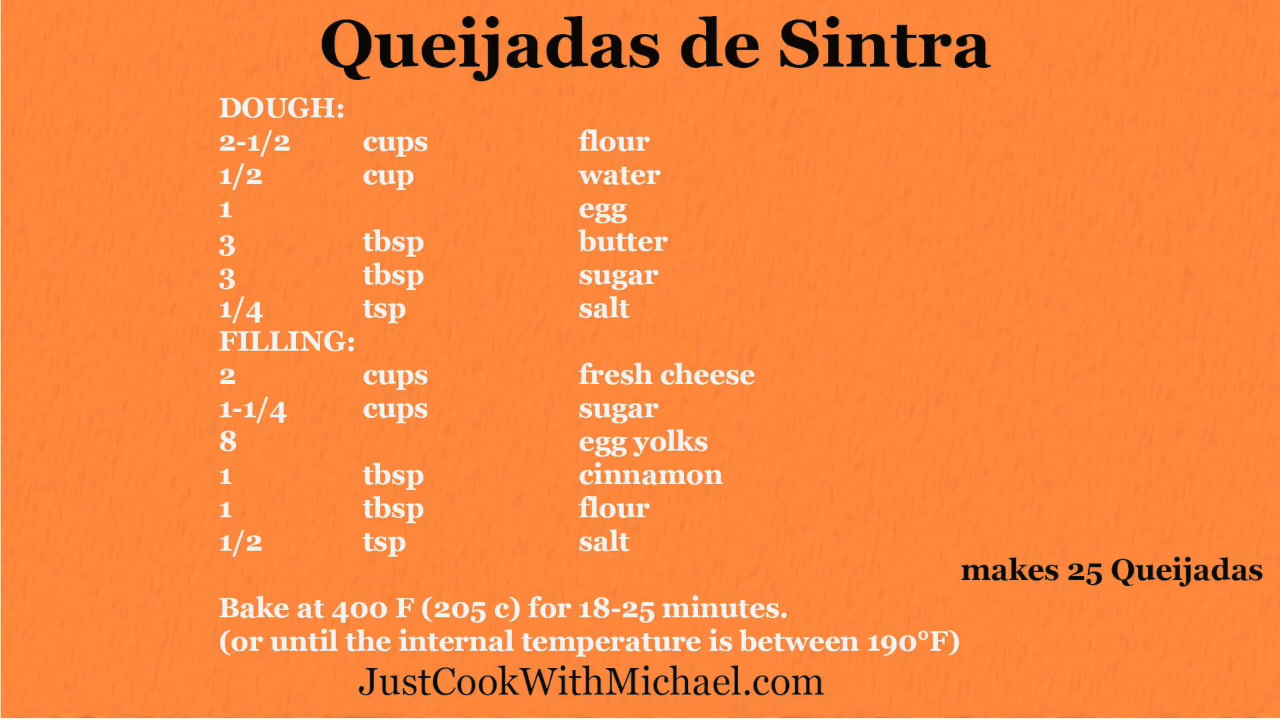 Queijadas de Sintra
DOUGH:
2-1/2 cups flour
1/2 cup water
1 egg
3 tbsp butter
3 tbsp sugar
1/4 tsp salt
FILLING:
2 cups fresh cheese
1-1/4 cups sugar
8 egg yolks
1 tbsp cinnamon
1 tbsp flour
1/2 tsp salt
makes 25 Queijadas
Bake at 400 F (205 c) for 18-25 minutes.
(or until the internal temperature is between 190°F)
JustCookWithMichael.com